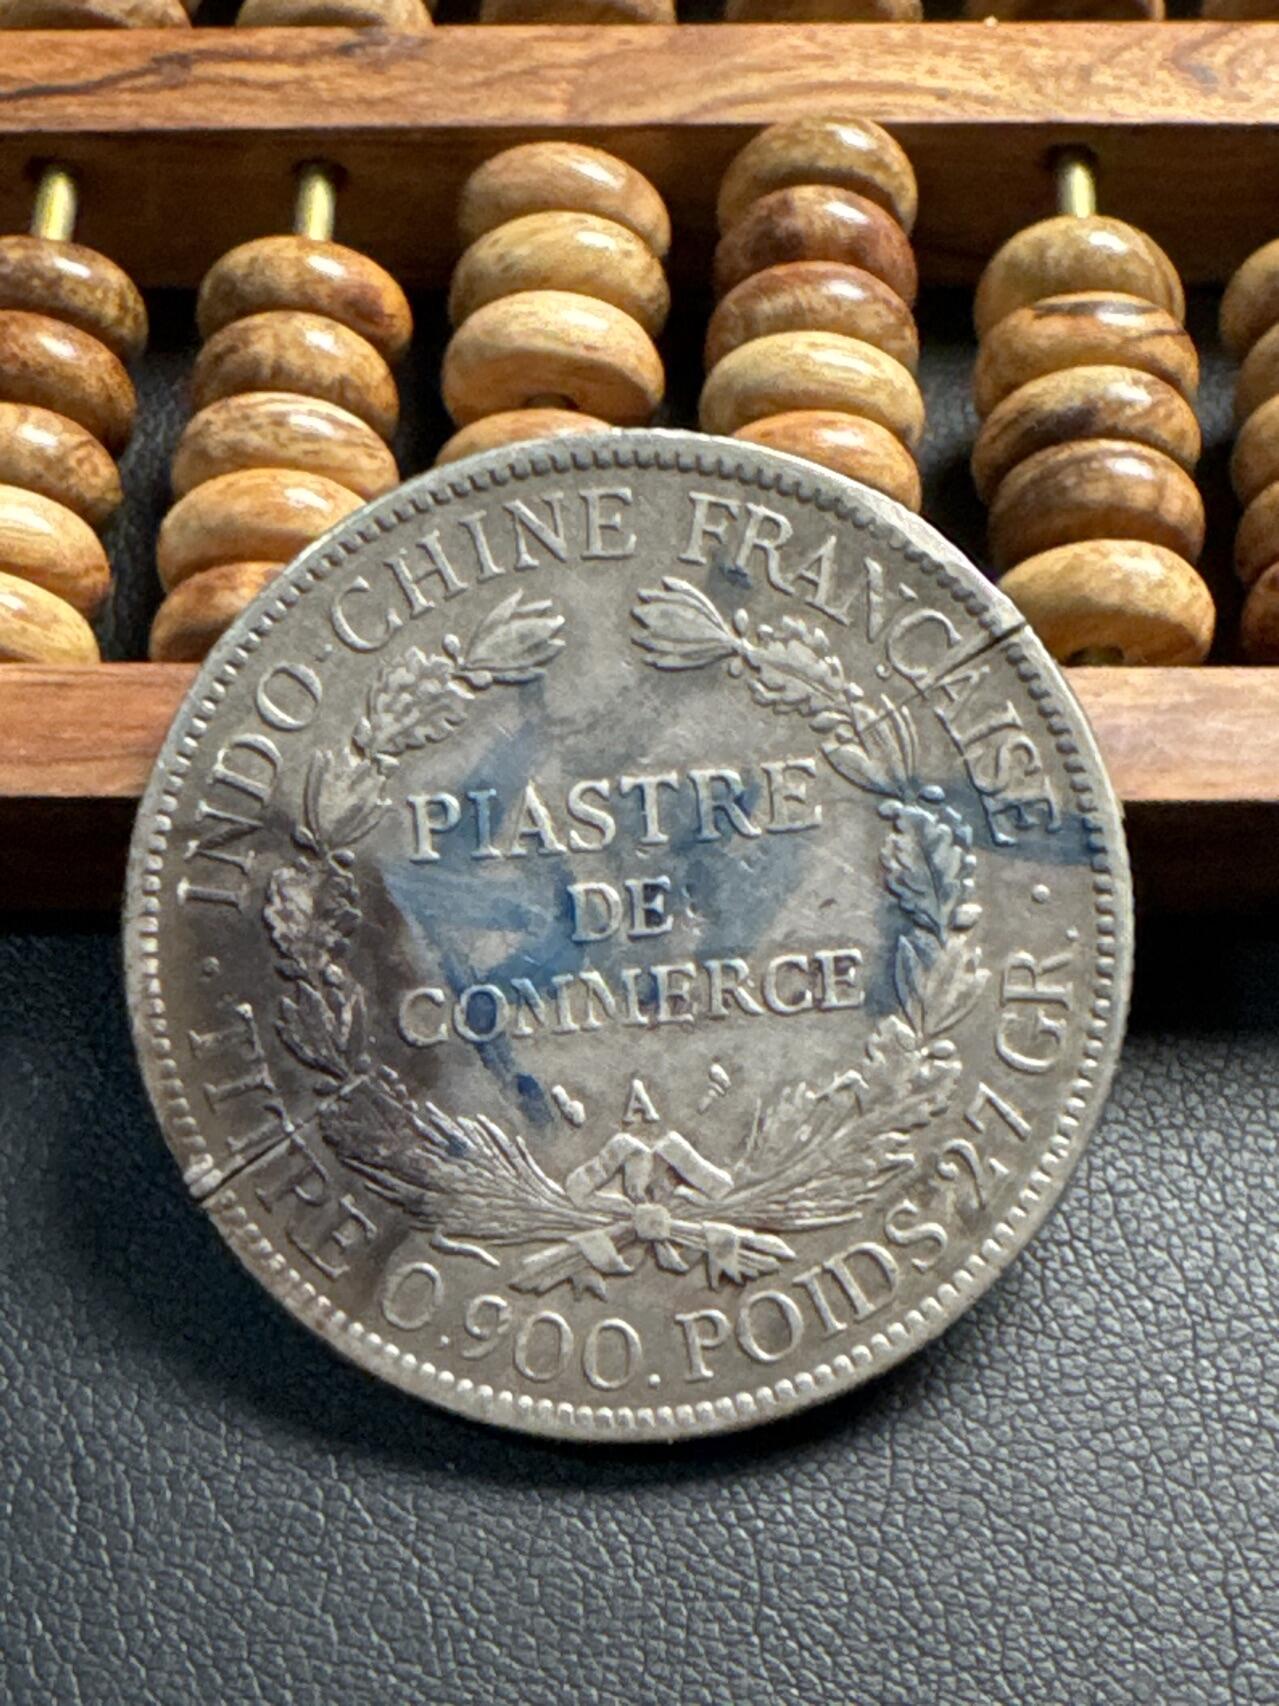 INDO-CHINE FRANÇAISE
PIASTRE
DE
COMMERCE
A
TITRE 0.900. POIDS 27 GR.